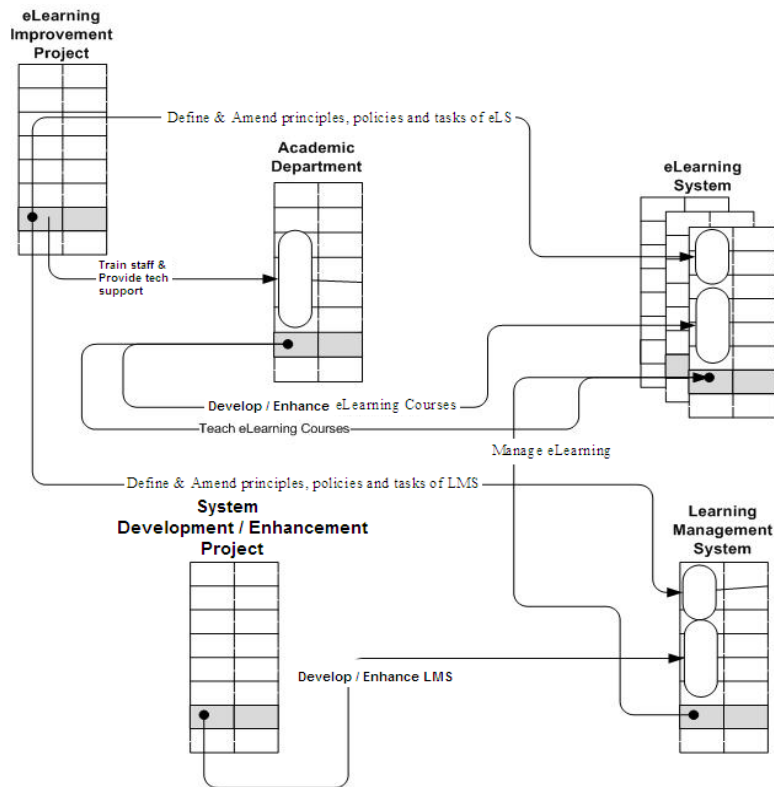 eLearning
Improvement
Project
Define & Amend principles, policies and tasks of eLS
Academic
Department
eLearning
System
Train staff &
Provide tech
support
Develop / Enhance eLearning Courses
Teach eLearning Courses
Manage eLearning
Define & Amend principles, policies and tasks of LMS
System
Development / Enhancement
Project
Learning
Management
System
Develop / Enhance LMS